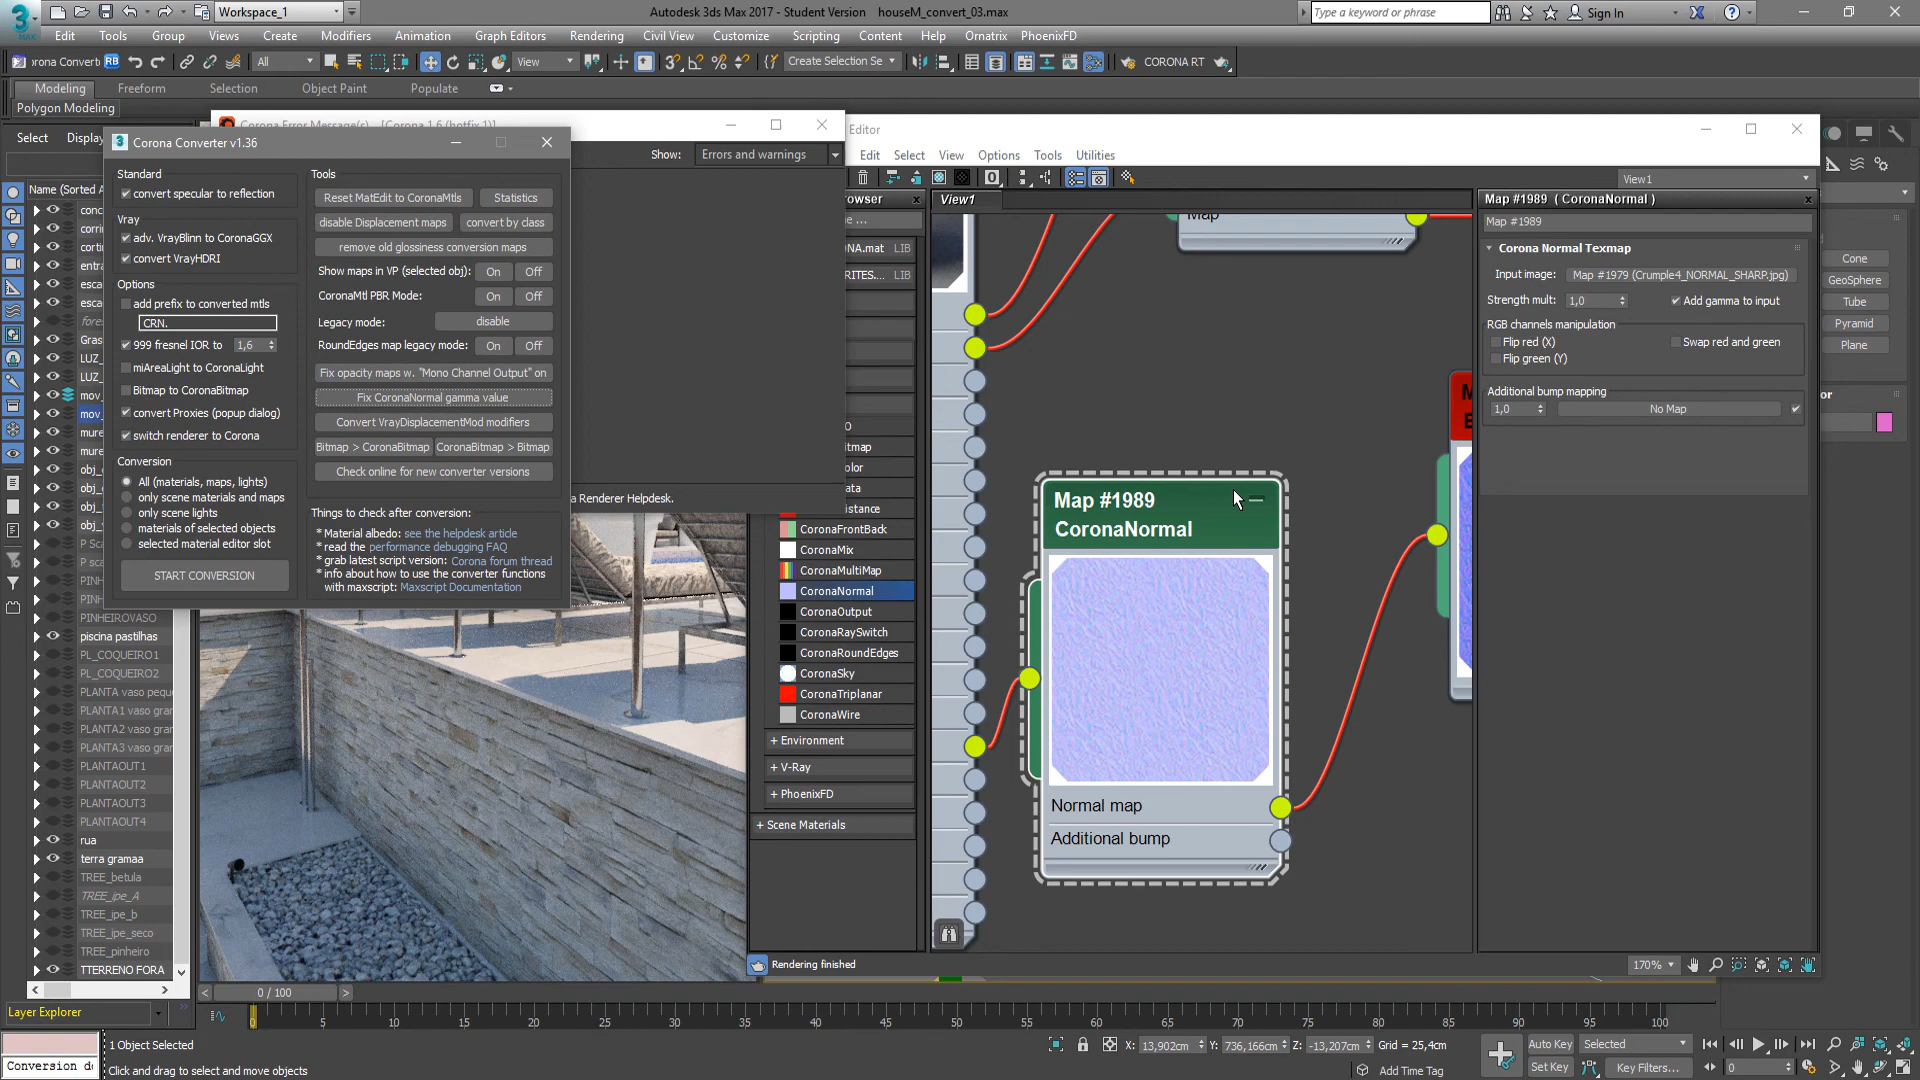 Workspace_1
Autodesk 3ds Max 2017 - Student Version    houseM_convert_03.max
Type a keyword or phrase
Sign In
MAX
Edit Tools Group Views Create Modifiers Animation Graph Editors Rendering Civil View Customize Scripting Content Help Ornatrix PhoenixFD
orona Converte RB
All
View
Create Selection Se
CORONA RT
Modeling Freeform Selection Object Paint Populate
Polygon Modeling
Select Display
Name (Sorted A
Corona Error Message(s) [Corona 1.6 (hotfix 1)]
Show: Errors and warnings
a Renderer Helpdesk.
Corona Converter v1.36
Standard
convert specular to reflection
Vray
adv. VrayBlinn to CoronaGGX
convert VrayHDRI
Options
add prefix to converted mtls
CRN.
999 fresnel IOR to 1,6
miAreaLight to CoronaLight
Bitmap to CoronaBitmap
convert Proxies (popup dialog)
switch renderer to Corona
Conversion
All (materials, maps, lights)
only scene materials and maps
only scene lights
materials of selected objects
selected material editor slot
START CONVERSION
Tools
Reset MatEdit to CoronaMtls Statistics
disable Displacement maps convert by class
remove old glossiness conversion maps
Show maps in VP (selected obj): On Off
CoronaMtl PBR Mode: On Off
Legacy mode: disable
RoundEdges map legacy mode: On Off
Fix opacity maps w. "Mono Channel Output" on
Fix CoronaNormal gamma value
Convert VrayDisplacementMod modifiers
Bitmap > CoronaBitmap CoronaBitmap > Bitmap
Check online for new converter versions
Things to check after conversion:
* Material albedo: see the helpdesk article
* read the performance debugging FAQ
* grab latest script version: Corona forum thread
* info about how to use the converter functions
with maxscript: Maxscript Documentation
conc
corrin
cortin
entra
esca
esca
fores
Gras
LUZ_
LUZ_
mov_
mov_
mure
mure
obj_
obj_
obj_
obj_
P Sca
P sca
PINH
PINH
PINHEIROVASO
piscina pastilhas
PL_COQUEIRO1
PL_COQUEIRO2
PLANTA vaso peque
PLANTA1 vaso gran
PLANTA2 vaso gran
PLANTA3 vaso gran
PLANTAOUT1
PLANTAOUT2
PLANTAOUT3
PLANTAOUT4
rua
terra gramaa
TREE_betula
TREE_ipe_A
TREE_ipe_b
TREE_ipe_seco
TREE_pinheiro
TTERRENO FORA
Layer Explorer
Editor
Edit Select View Options Tools Utilities
View1
rowser
e ...
NA.mat LIB
RITES.... LIB
O
itmap
olor
ata
istance
CoronaFrontBack
CoronaMix
CoronaMultiMap
CoronaNormal
CoronaOutput
CoronaRaySwitch
CoronaRoundEdges
CoronaSky
CoronaTriplanar
CoronaWire
+ Environment
+ V-Ray
+ PhoenixFD
+ Scene Materials
View1
Map
Map #1989
CoronaNormal
Normal map
Additional bump
Map #1989 ( CoronaNormal )
Map #1989
Corona Normal Texmap
Input image: Map #1979 (Crumple4_NORMAL_SHARP.jpg)
Strength mult: 1,0 Add gamma to input
RGB channels manipulation
Flip red (X) Swap red and green
Flip green (Y)
Additional bump mapping
1,0 No Map
Cone
GeoSphere
Tube
Pyramid
Plane
or
Rendering finished
170%
0 / 100
5 10 15 20 25 30 35 40 45 50 55 60 65 70 75 80 85 90 95 100
1 Object Selected
Click and drag to select and move objects
Conversion do
X: 13,902cm Y: 736,166cm Z: -13,207cm Grid = 25,4cm
Add Time Tag
Auto Key Selected
Set Key Key Filters...
0